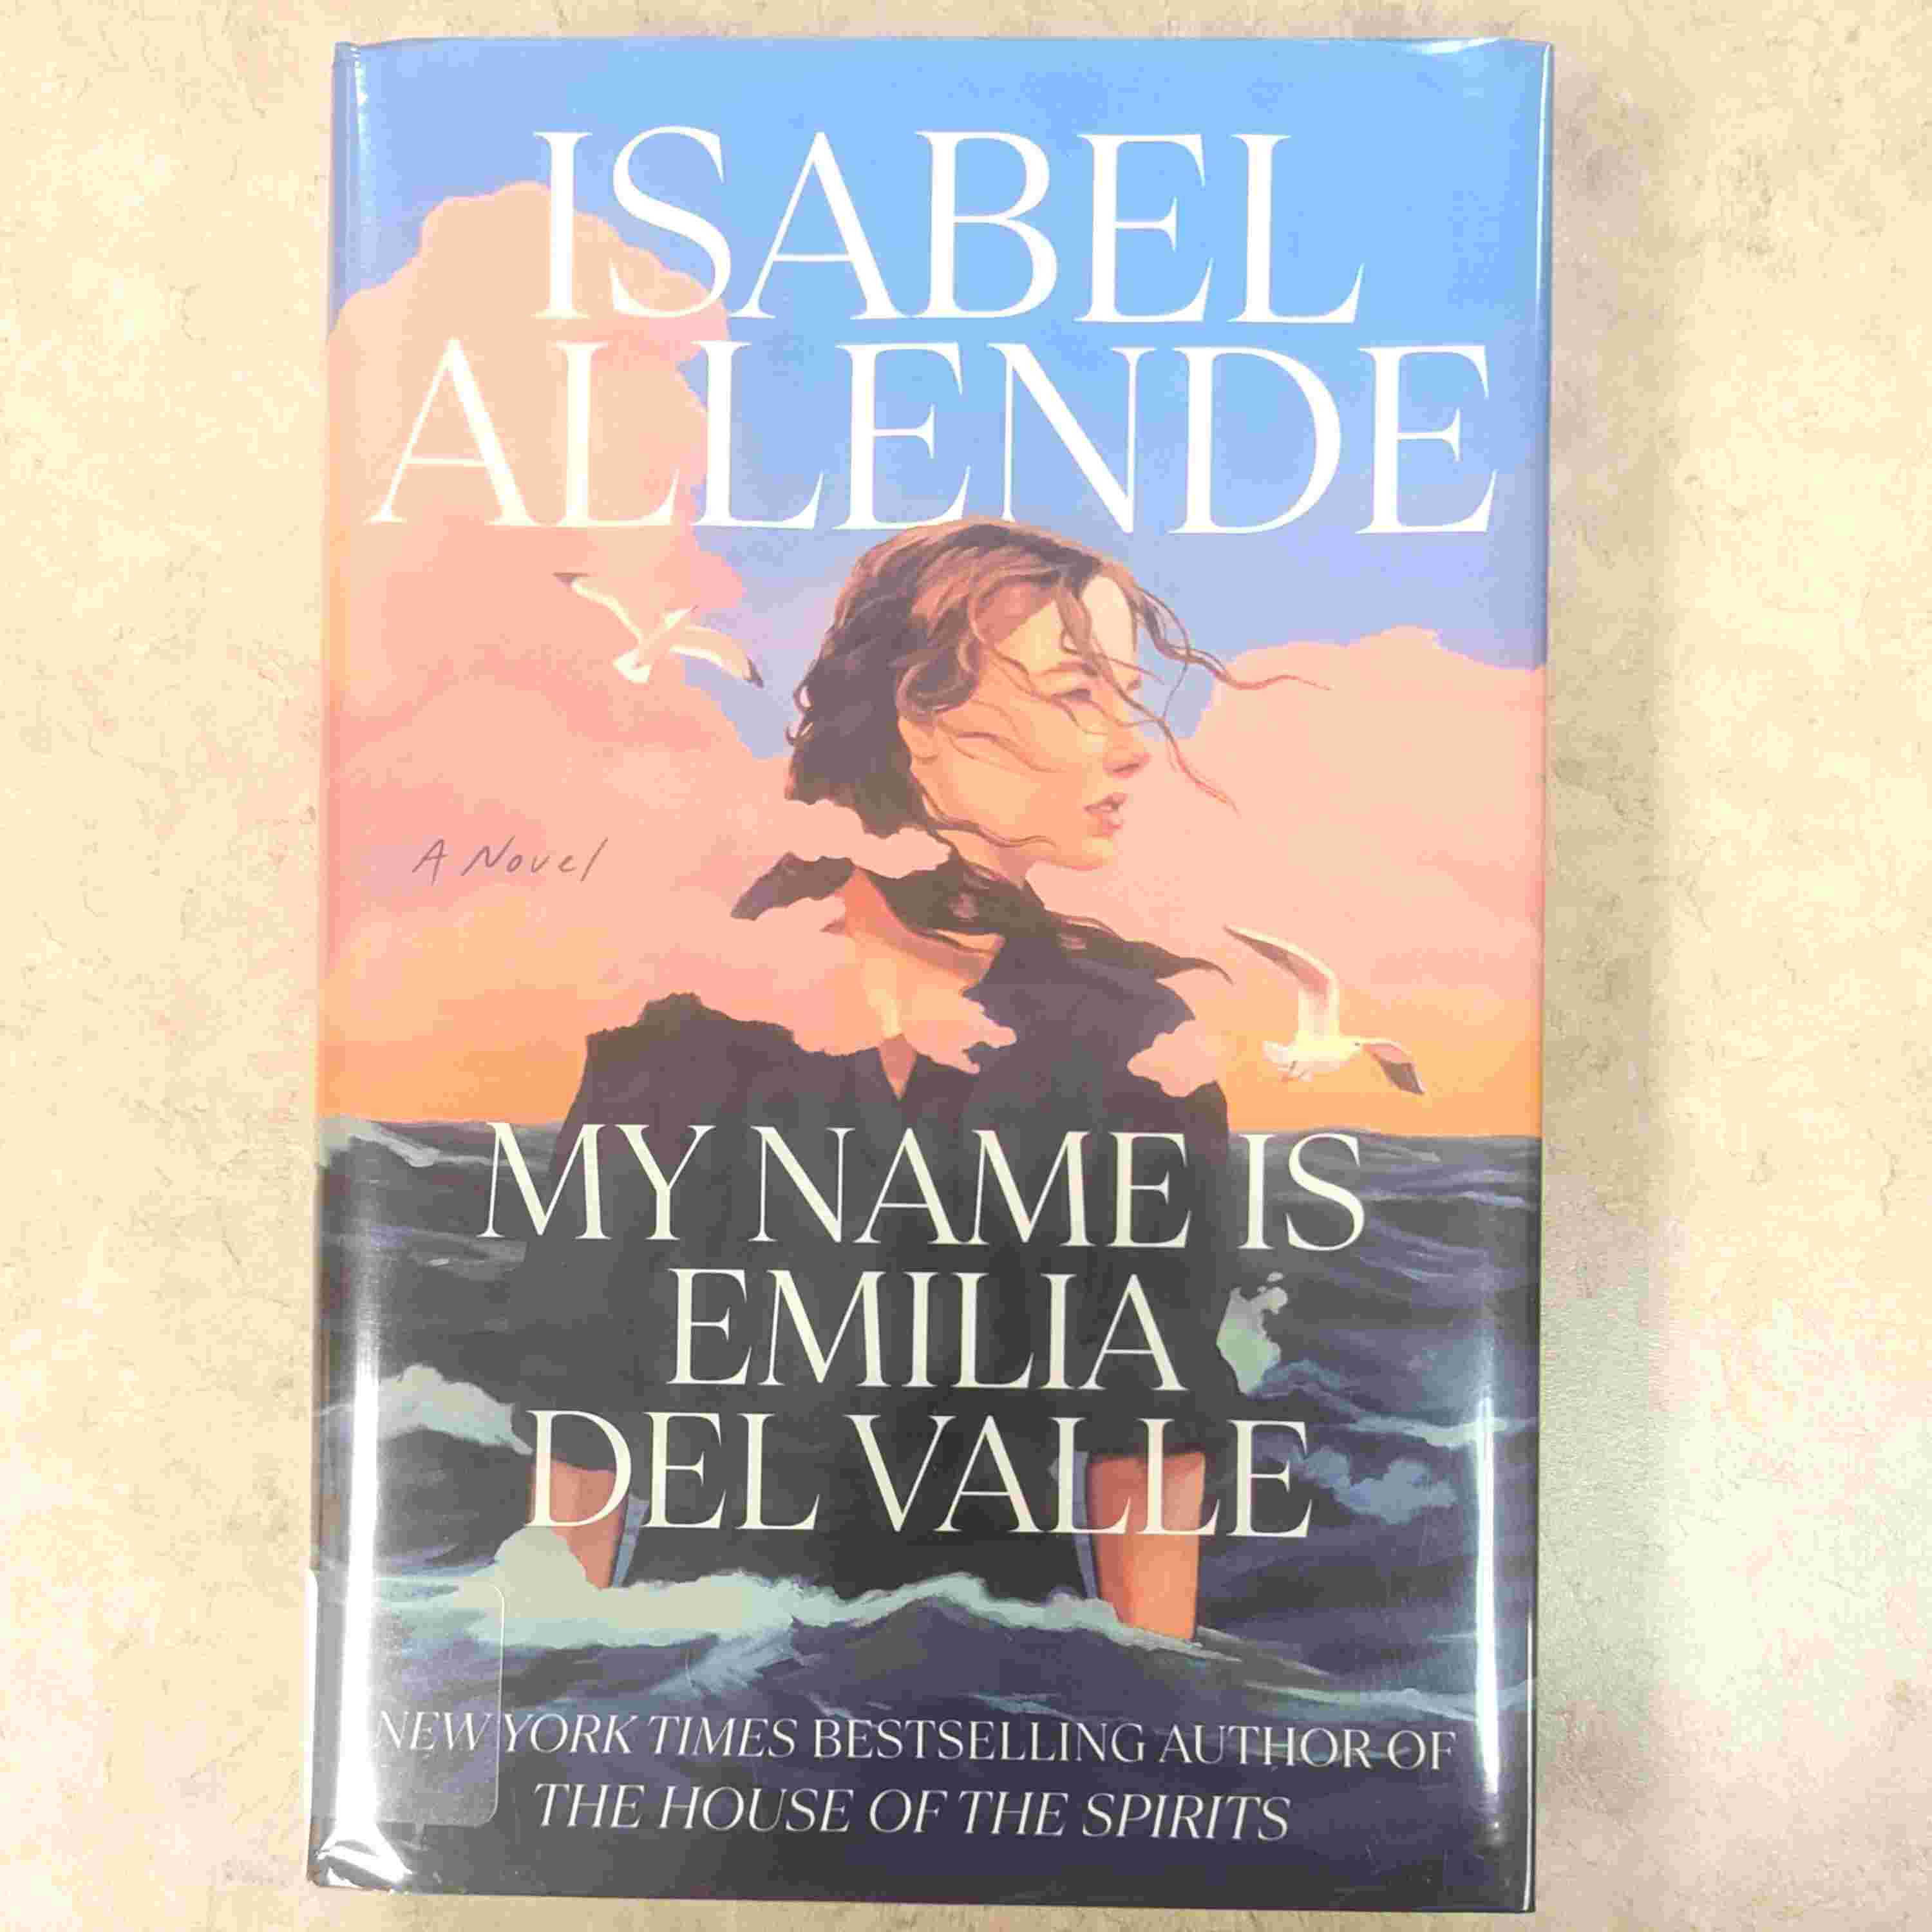 ISABEL
ALLENDE
A Novel
MY NAME IS
EMILIA
DEL VALLE
NEW YORK TIMES BESTSELLING AUTHOR OF
THE HOUSE OF THE SPIRITS